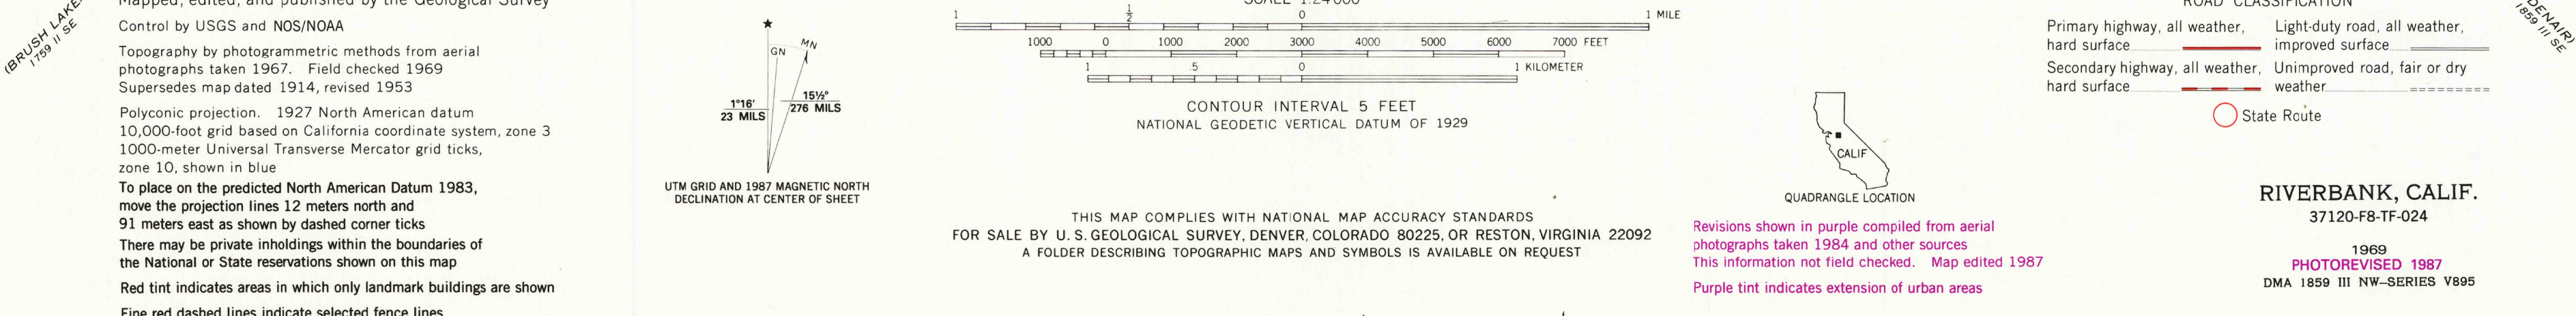 (BRUSH LAKE)
1759 II SE
Mapped, edited, and published by the Geological Survey
Control by USGS and NOS/NOAA
Topography by photogrammetric methods from aerial
photographs taken 1967. Field checked 1969
Supersedes map dated 1914, revised 1953
Polyconic projection. 1927 North American datum
10,000-foot grid based on California coordinate system, zone 3
1000-meter Universal Transverse Mercator grid ticks,
zone 10, shown in blue
To place on the predicted North American Datum 1983,
move the projection lines 12 meters north and
91 meters east as shown by dashed corner ticks
There may be private inholdings within the boundaries of
the National or State reservations shown on this map
Red tint indicates areas in which only landmark buildings are shown
Fine red dashed lines indicate selected fence lines
★
GN
MN
1°16'
23 MILS
15½°
276 MILS
UTM GRID AND 1987 MAGNETIC NORTH
DECLINATION AT CENTER OF SHEET
SCALE 1:24000
1 ½ 0 1 MILE
1000 0 1000 2000 3000 4000 5000 6000 7000 FEET
1 .5 0 1 KILOMETER
CONTOUR INTERVAL 5 FEET
NATIONAL GEODETIC VERTICAL DATUM OF 1929
THIS MAP COMPLIES WITH NATIONAL MAP ACCURACY STANDARDS
FOR SALE BY U. S. GEOLOGICAL SURVEY, DENVER, COLORADO 80225, OR RESTON, VIRGINIA 22092
A FOLDER DESCRIBING TOPOGRAPHIC MAPS AND SYMBOLS IS AVAILABLE ON REQUEST
CALIF
QUADRANGLE LOCATION
Revisions shown in purple compiled from aerial
photographs taken 1984 and other sources
This information not field checked. Map edited 1987
Purple tint indicates extension of urban areas
ROAD CLASSIFICATION
Primary highway, all weather,
hard surface
Light-duty road, all weather,
improved surface
Secondary highway, all weather,
hard surface
Unimproved road, fair or dry
weather
State Route
RIVERBANK, CALIF.
37120-F8-TF-024
1969
PHOTOREVISED 1987
DMA 1859 III NW–SERIES V895
DENAIR)
1859 III SE